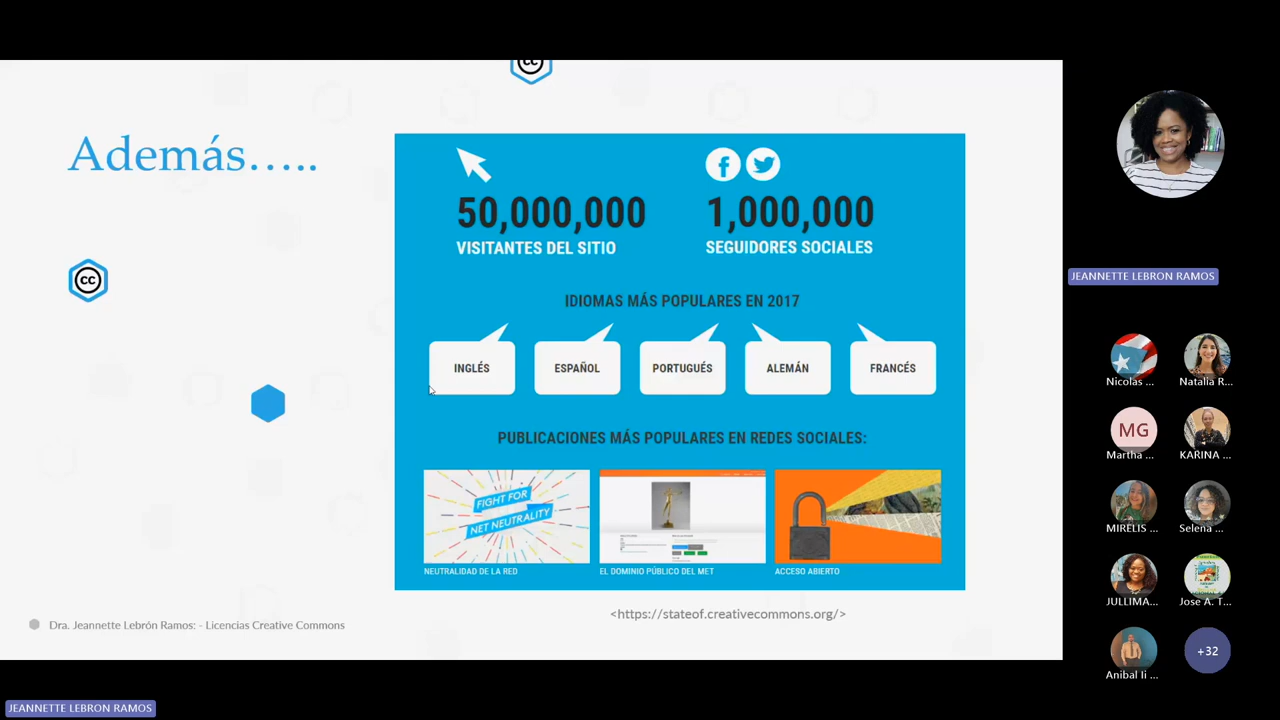 cc
Además.....
50,000,000
VISITANTES DEL SITIO
1,000,000
SEGUIDORES SOCIALES
cc
IDIOMAS MÁS POPULARES EN 2017
INGLÉS
ESPAÑOL
PORTUGUÉS
ALEMÁN
FRANCÉS
PUBLICACIONES MÁS POPULARES EN REDES SOCIALES:
FIGHT FOR
NET NEUTRALITY
NEUTRALIDAD DE LA RED
EL DOMINIO PÚBLICO DEL MET
ACCESO ABIERTO
<https://stateof.creativecommons.org/>
Dra. Jeannette Lebrón Ramos: - Licencias Creative Commons
JEANNETTE LEBRON RAMOS
Nicolas ...
Natalia R...
MG
Martha ...
KARINA ...
MIRELIS ...
Selena ...
JULLIMA...
Jose A. T...
Anibal Ii ...
+32
JEANNETTE LEBRON RAMOS